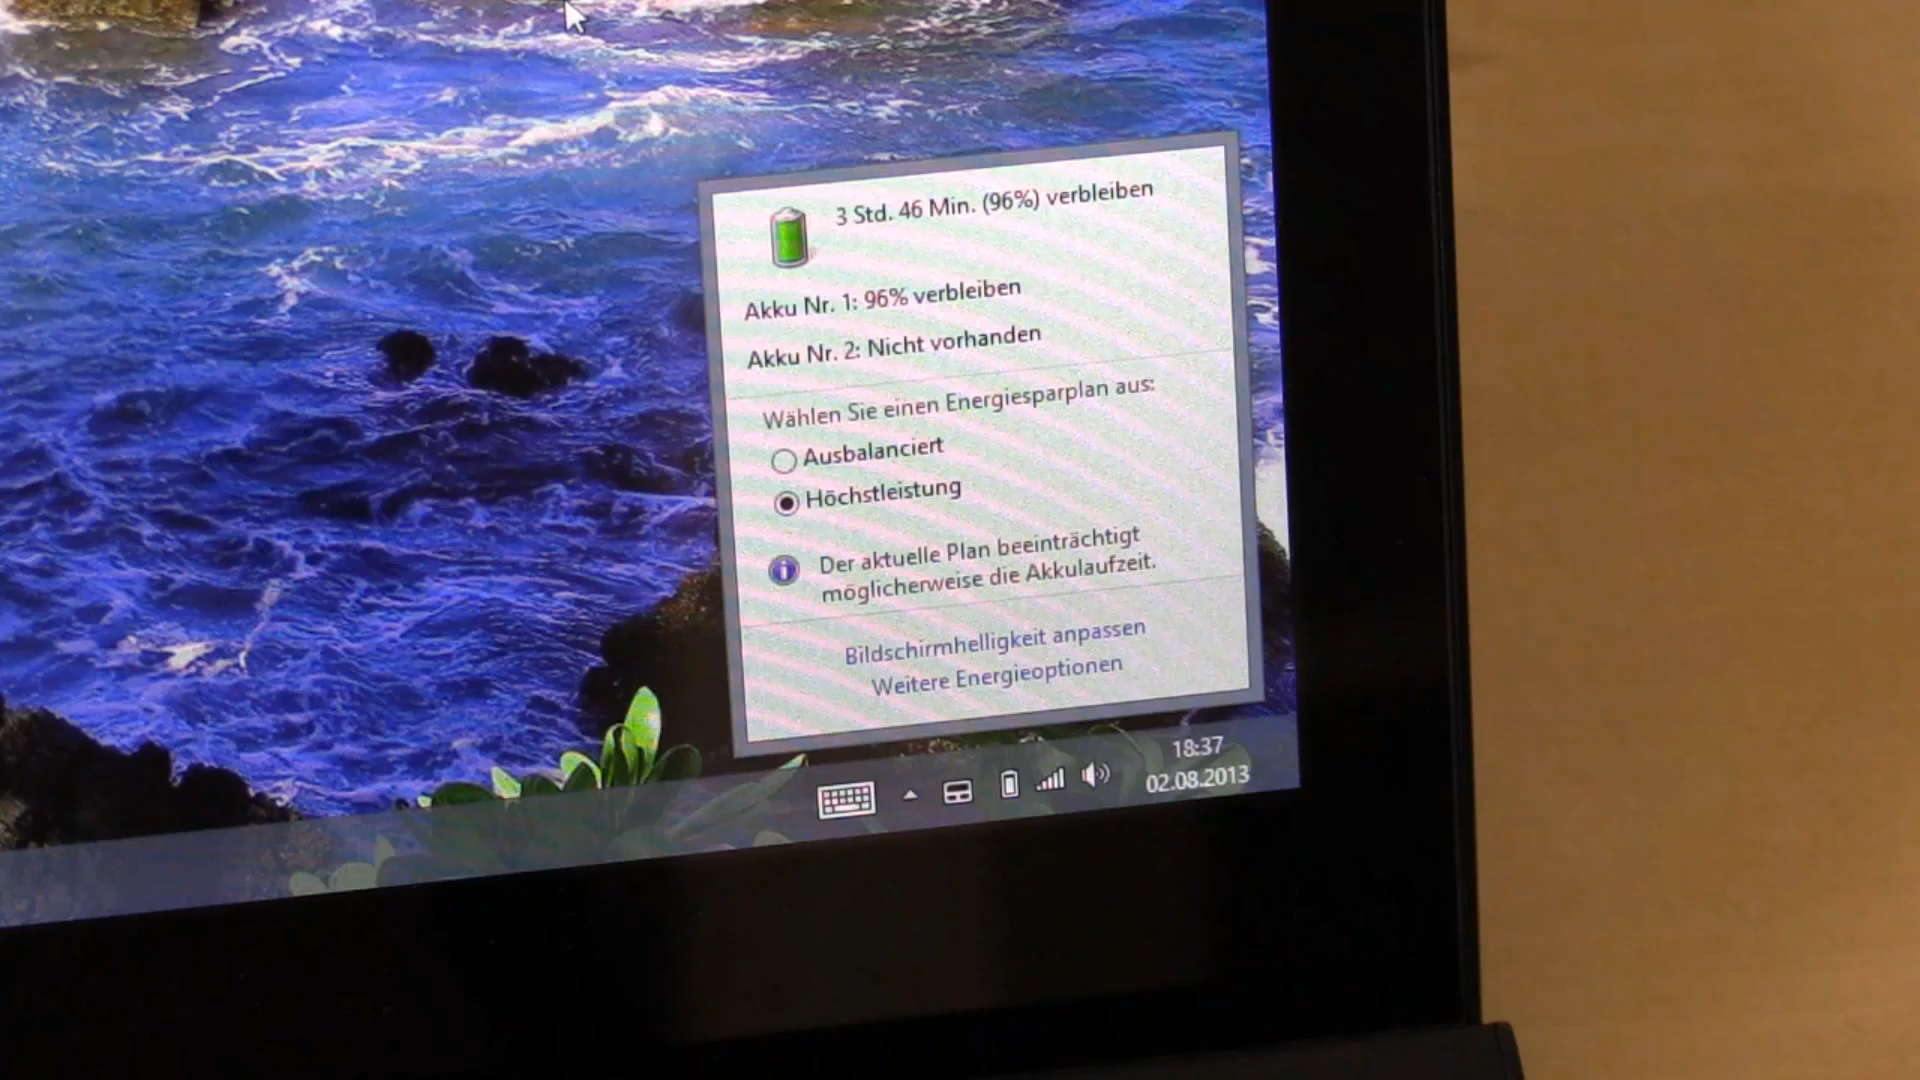 3 Std. 46 Min. (96%) verbleiben
Akku Nr. 1: 96% verbleiben
Akku Nr. 2: Nicht vorhanden
Wählen Sie einen Energiesparplan aus:
Ausbalanciert
Höchstleistung
Der aktuelle Plan beeinträchtigt
möglicherweise die Akkulaufzeit.
Bildschirmhelligkeit anpassen
Weitere Energieoptionen
18:37
02.08.2013